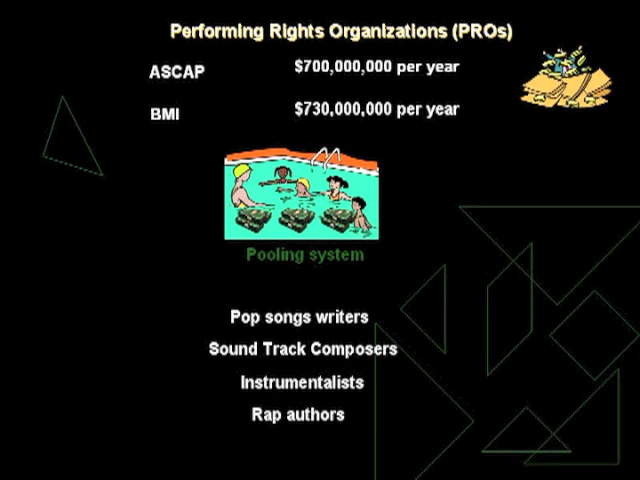 Performing Rights Organizations (PROs)
ASCAP $700,000,000 per year
BMI $730,000,000 per year
Pooling system
Pop songs writers
Sound Track Composers
Instrumentalists
Rap authors